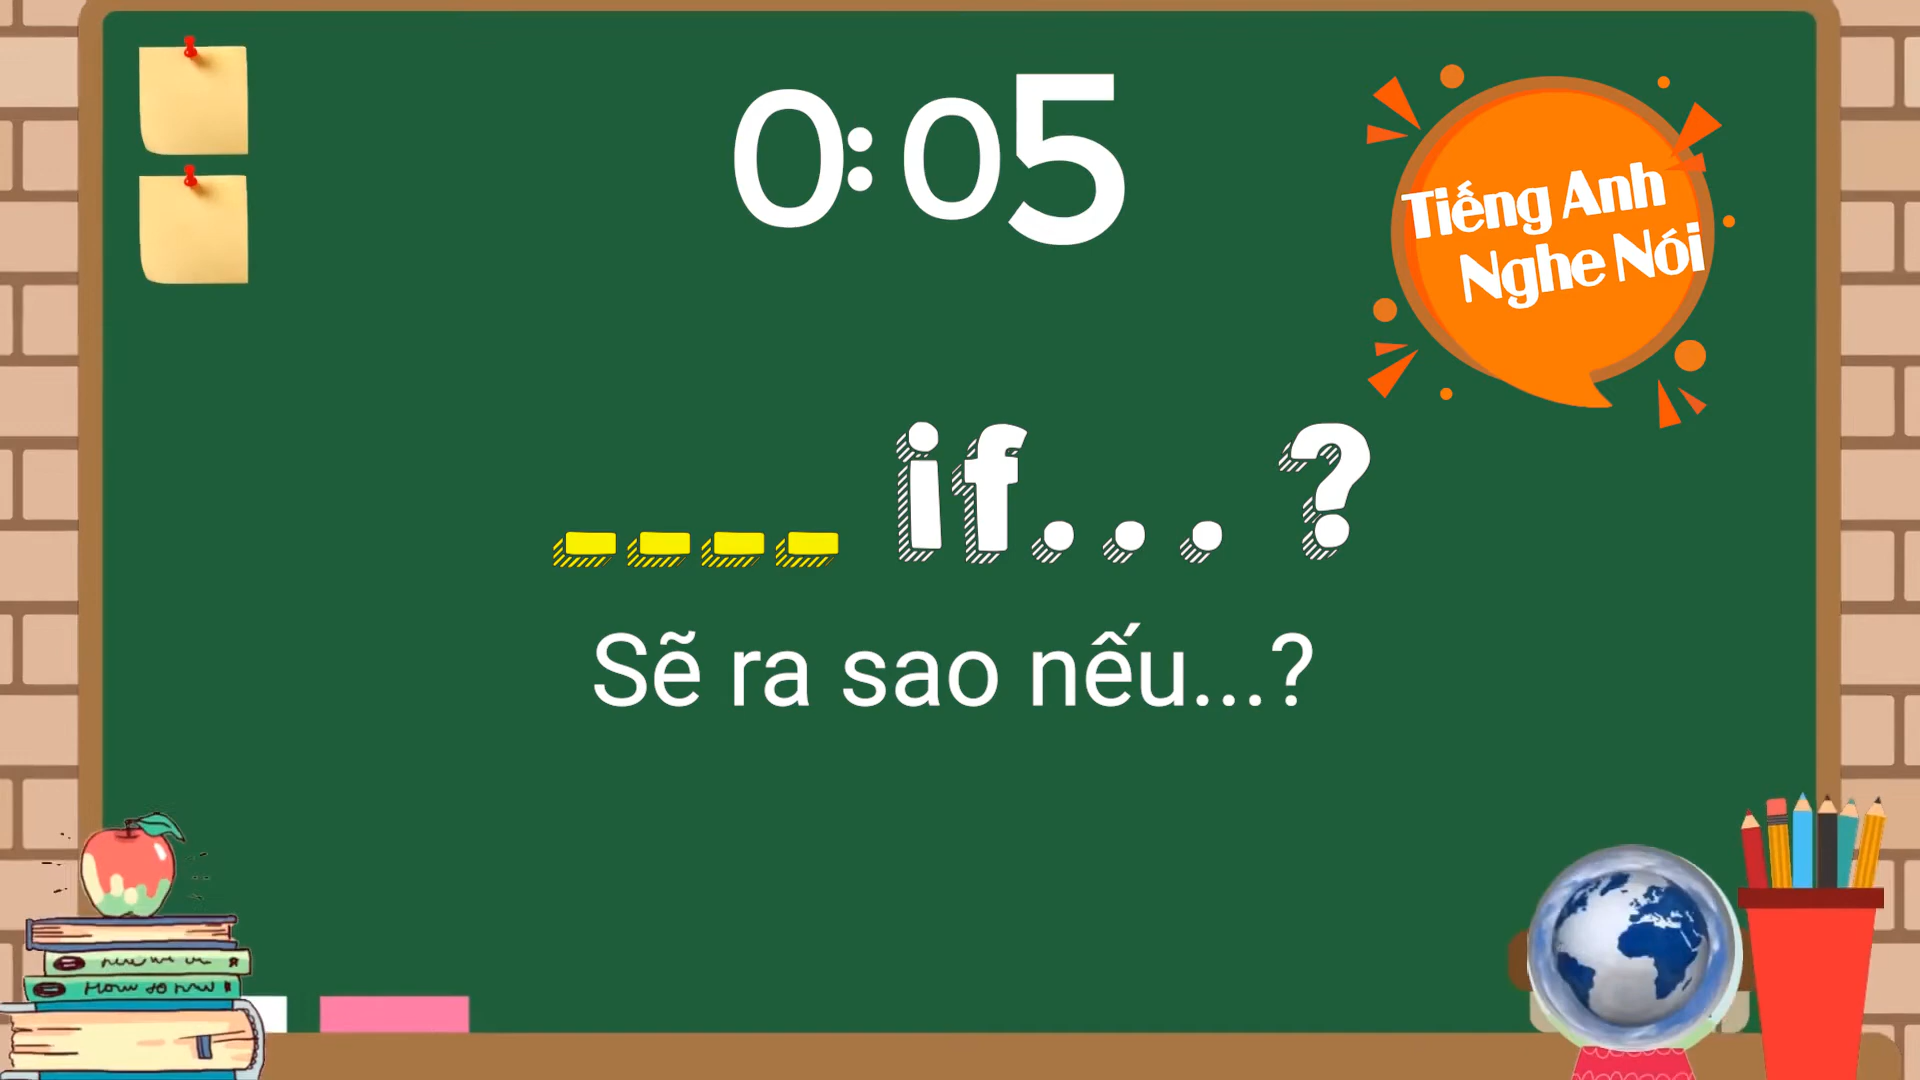 0:05
Tiếng Anh
Nghe Nói
_ _ _ _ if... ?
Sẽ ra sao nếu...?